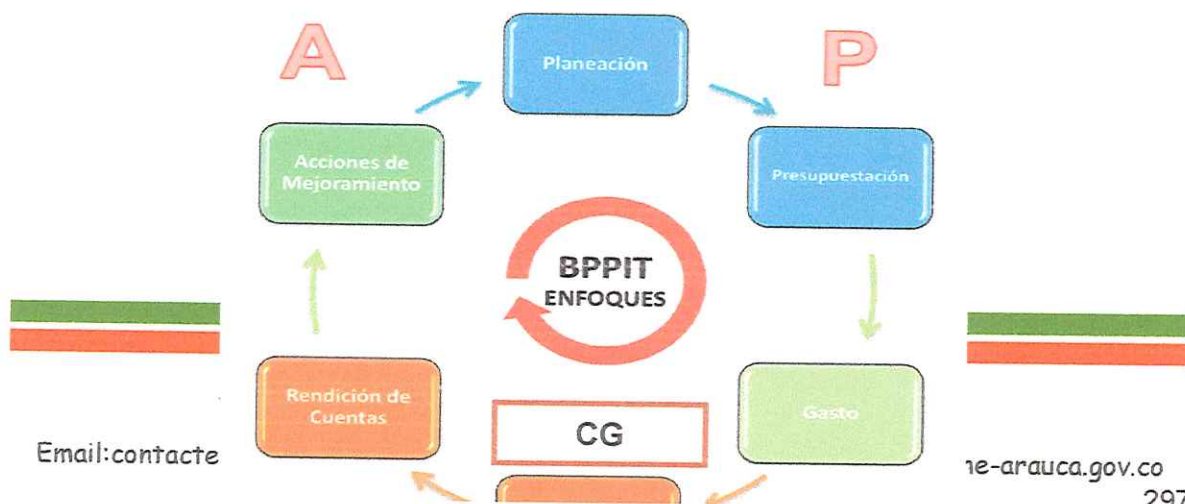 A
Planeación
P
Acciones de
Mejoramiento
Presupuestación
BPPIT
ENFOQUES
Rendición de
Cuentas
CG
Gasto
Email:contacte
ne-arauca.gov.co
297